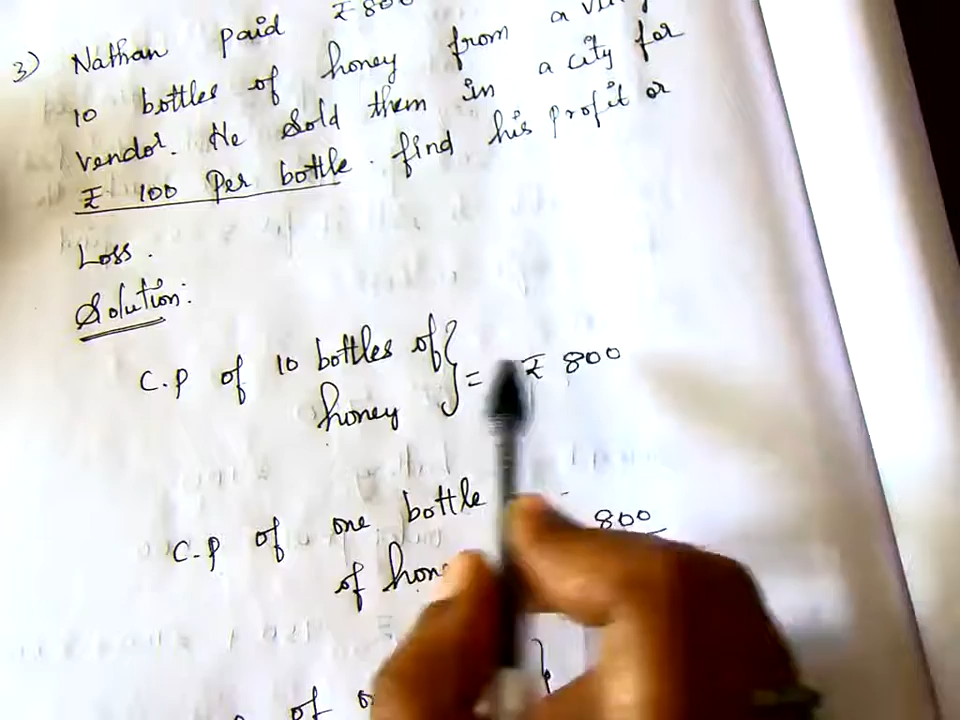 3) Nathan paid ₹ 800
10 bottles of honey from a
vendor. He sold them in a city for
₹ 100 Per bottle. find his profit or
Loss.
Solution:
C.P of 10 bottles of } = ₹ 800
honey
C.P of one bottle = 800
of hon
of